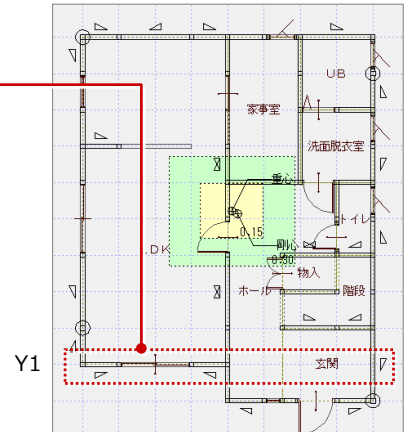 UB
家事室
洗面脱衣室
重心
トイレ
0.15
.DK
剛心
0.30
物入
ホール
階段
Y1
玄関